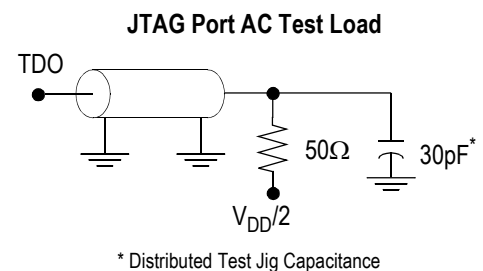 JTAG Port AC Test Load
TDO
50Ω
30pF*
VDD/2
* Distributed Test Jig Capacitance